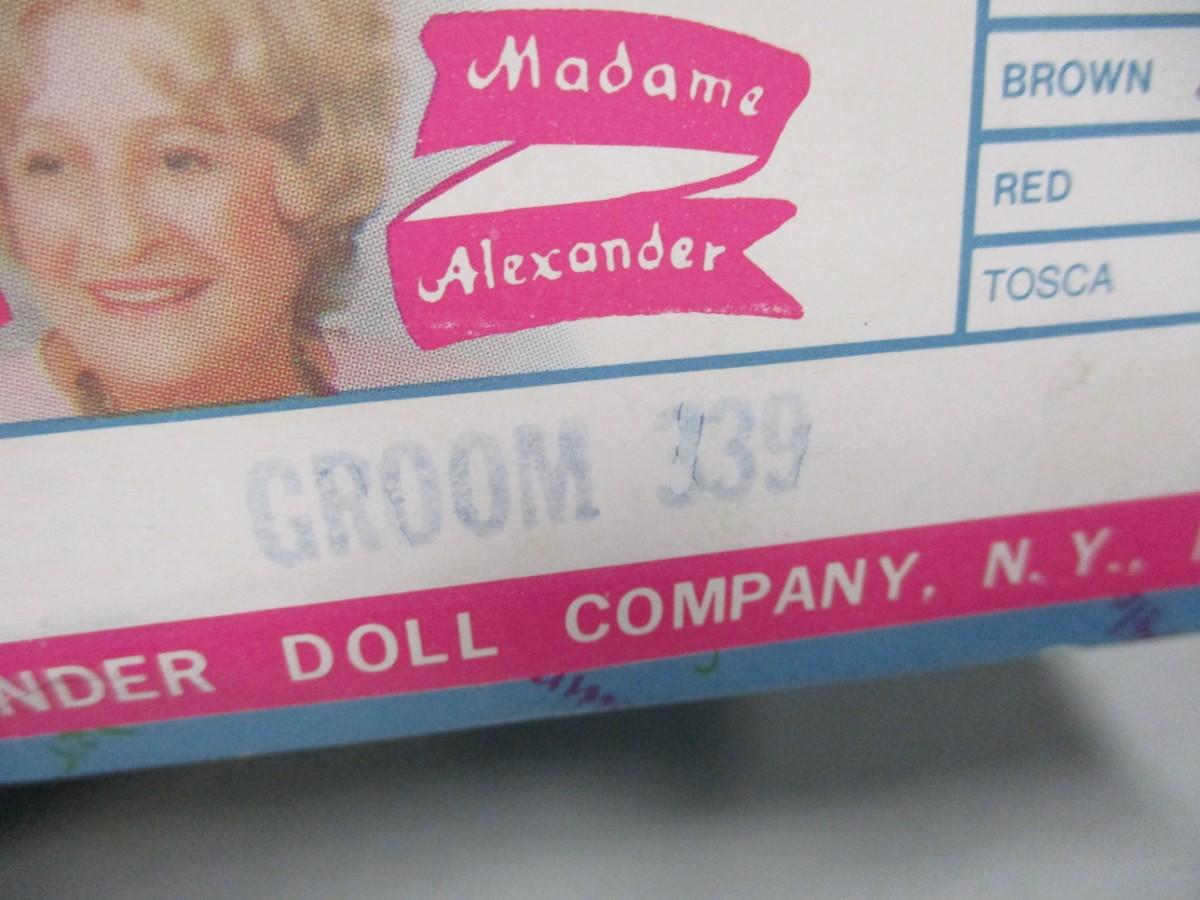 Madame
Alexander
BROWN
RED
TOSCA
GROOM 339
NDER DOLL COMPANY, N.Y.,